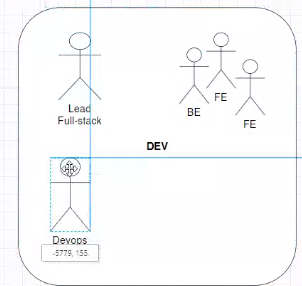 Lead
Full-stack
BE
FE
FE
DEV
Devops
-5779, 155